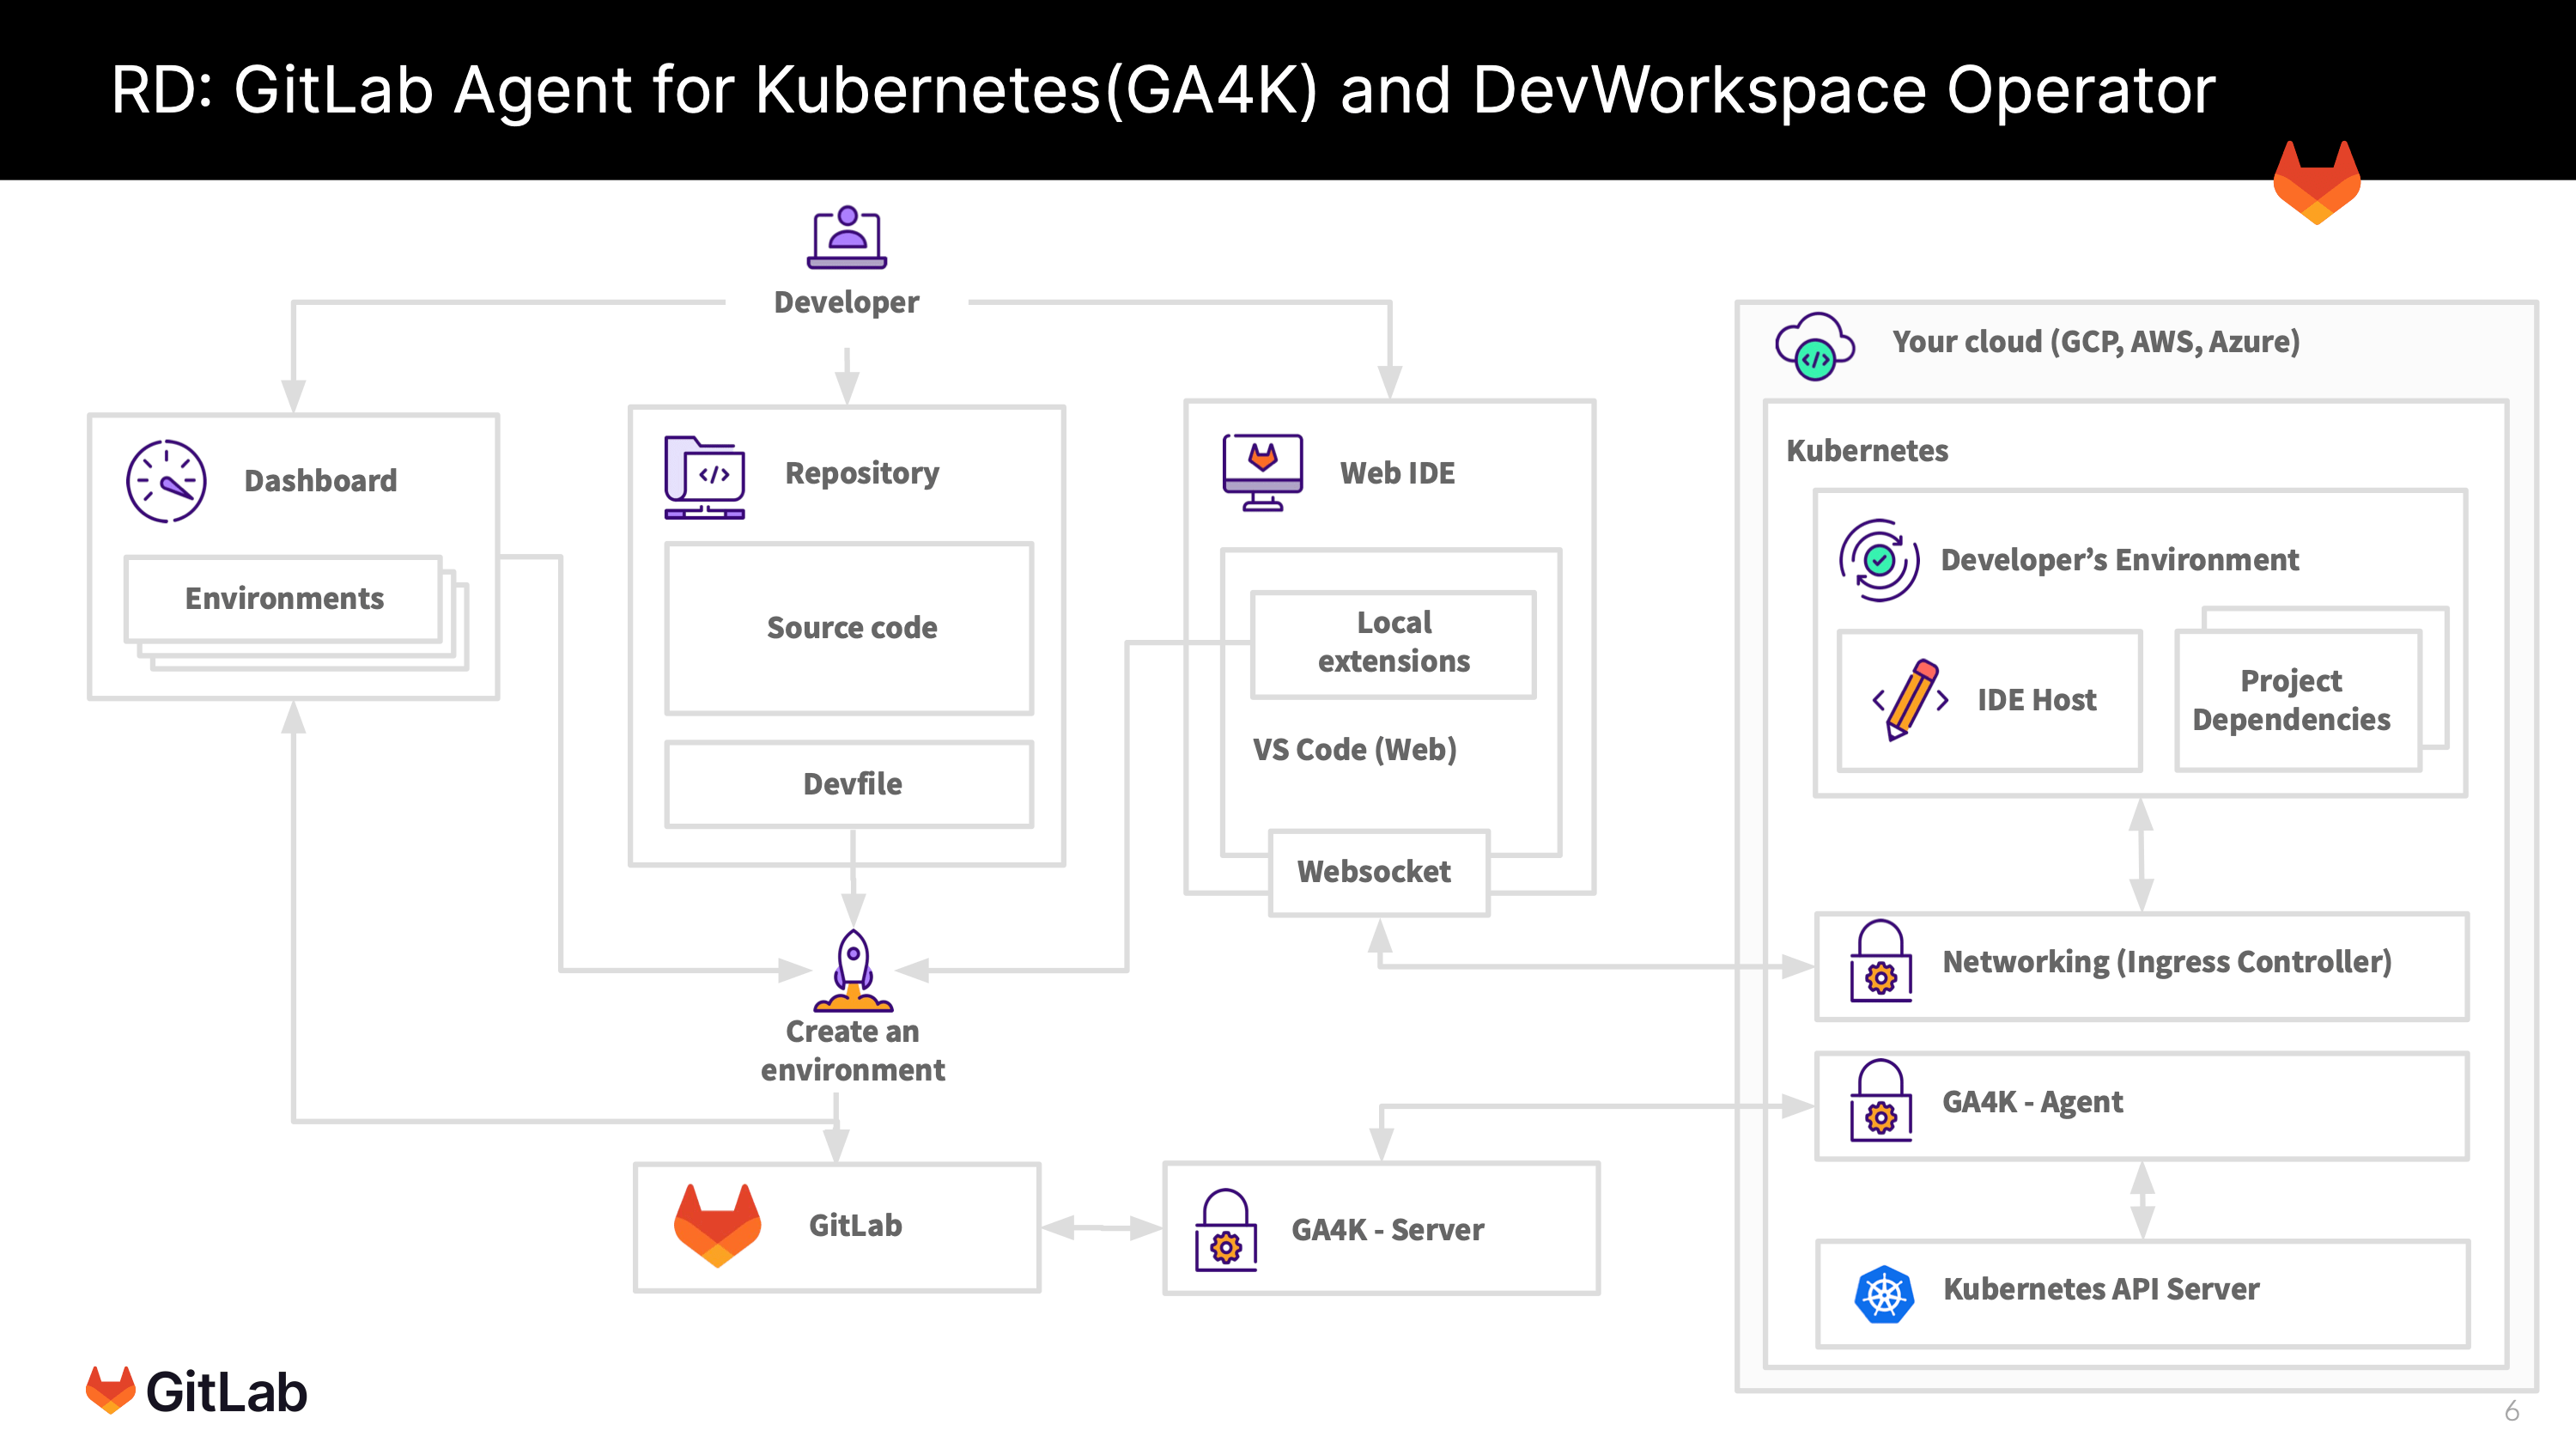 RD: GitLab Agent for Kubernetes(GA4K) and DevWorkspace Operator
Developer
Dashboard
Environments
Repository
Source code
Devfile
Web IDE
Local
extensions
VS Code (Web)
Websocket
Create an
environment
GitLab
GA4K - Server
Your cloud (GCP, AWS, Azure)
Kubernetes
Developer’s Environment
IDE Host
Project
Dependencies
Networking (Ingress Controller)
GA4K - Agent
Kubernetes API Server
GitLab
6